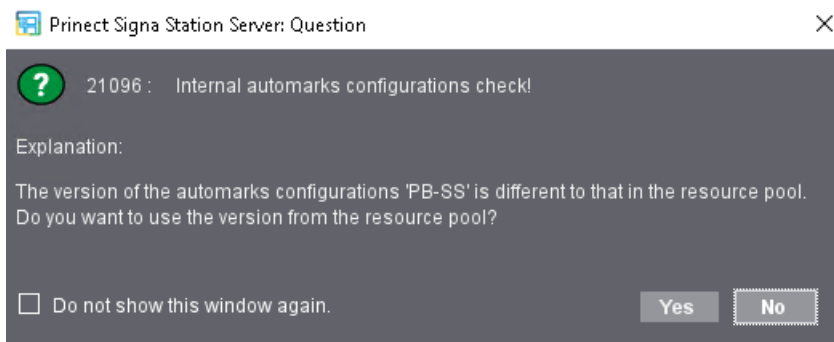 Prinect Signa Station Server: Question
21096 : Internal automarks configurations check!
Explanation:
The version of the automarks configurations 'PB-SS' is different to that in the resource pool.
Do you want to use the version from the resource pool?
Do not show this window again.
Yes
No